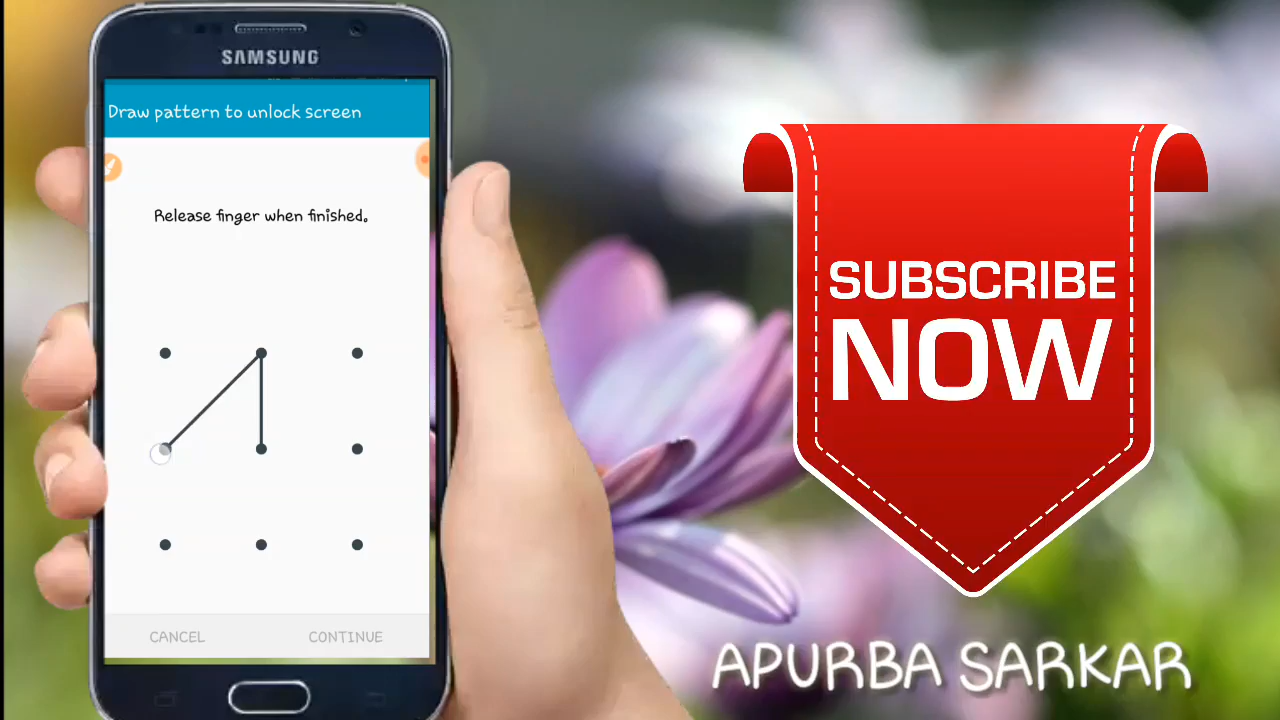 SAMSUNG
Draw pattern to unlock screen
Release finger when finished.
CANCEL CONTINUE
SUBSCRIBE
NOW
APURBA SARKAR